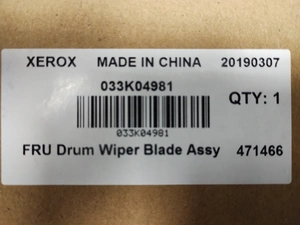 XEROX MADE IN CHINA 20190307
033K04981
QTY: 1
033K04981
FRU Drum Wiper Blade Assy 471466